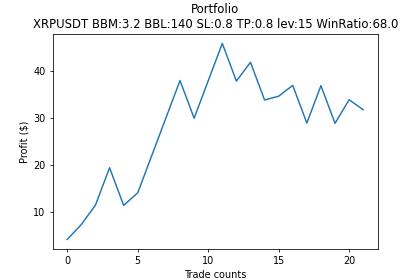 Portfolio
XRPUSDT BBM:3.2 BBL:140 SL:0.8 TP:0.8 lev:15 WinRatio:68.0
40
30
20
10
Profit ($)
0 5 10 15 20
Trade counts